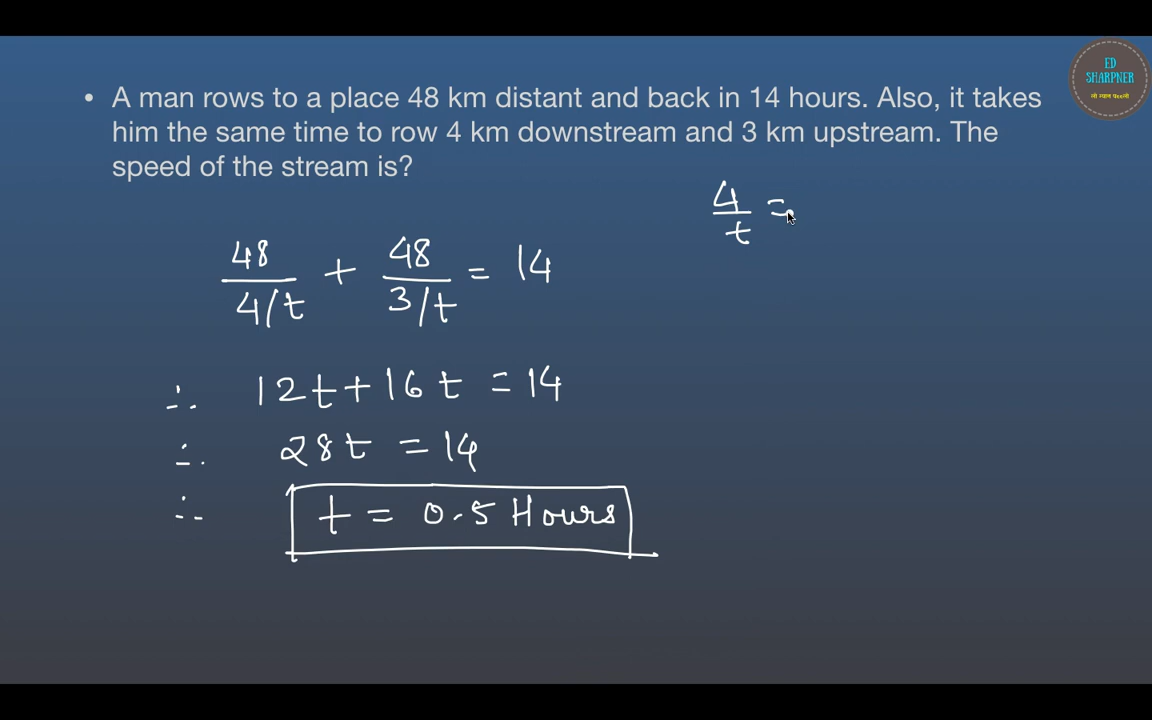 ED
SHARPNER
• A man rows to a place 48 km distant and back in 14 hours. Also, it takes
him the same time to row 4 km downstream and 3 km upstream. The
speed of the stream is?
4/t =
48/(4/t) + 48/(3/t) = 14
∴ 12t + 16t = 14
∴ 28t = 14
∴ t = 0.5 Hours